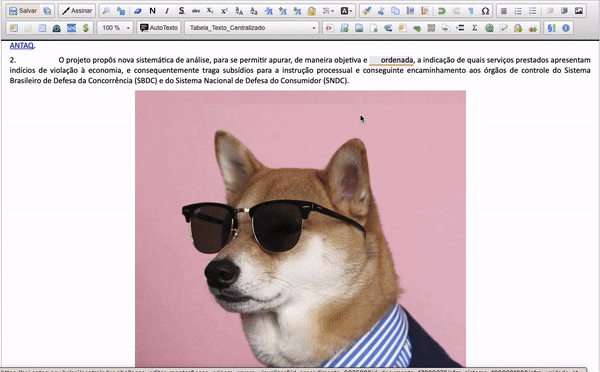 Salvar Assinar N I S abc X₂ X² A
100 % AutoTexto Tabela_Texto_Centralizado
ANTAQ.
2. O projeto propôs nova sistemática de análise, para se permitir apurar, de maneira objetiva e ordenada, a indicação de quais serviços prestados apresentam
indícios de violação à economia, e consequentemente traga subsídios para a instrução processual e conseguinte encaminhamento aos órgãos de controle do Sistema
Brasileiro de Defesa da Concorrência (SBDC) e do Sistema Nacional de Defesa do Consumidor (SNDC).